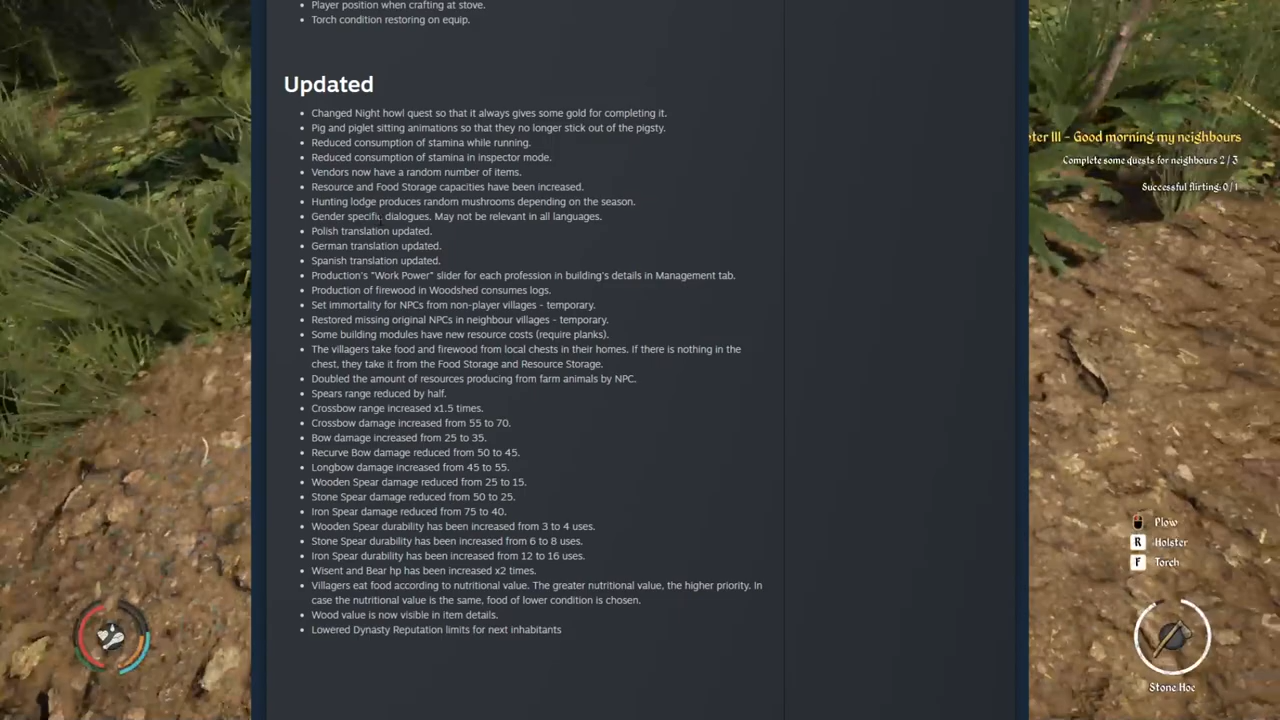 Player position when crafting at stove.
Torch condition restoring on equip.
Updated
Changed Night howl quest so that it always gives some gold for completing it.
Pig and piglet sitting animations so that they no longer stick out of the pigsty.
Reduced consumption of stamina while running.
Reduced consumption of stamina in inspector mode.
Vendors now have a random number of items.
Resource and Food Storage capacities have been increased.
Hunting lodge produces random mushrooms depending on the season.
Gender specific dialogues. May not be relevant in all languages.
Polish translation updated.
German translation updated.
Spanish translation updated.
Production's "Work Power" slider for each profession in building's details in Management tab.
Production of firewood in Woodshed consumes logs.
Set immortality for NPCs from non-player villages - temporary.
Restored missing original NPCs in neighbour villages - temporary.
Some building modules have new resource costs (require planks).
The villagers take food and firewood from local chests in their homes. If there is nothing in the
chest, they take it from the Food Storage and Resource Storage.
Doubled the amount of resources producing from farm animals by NPC.
Spears range reduced by half.
Crossbow range increased x1.5 times.
Crossbow damage increased from 55 to 70.
Bow damage increased from 25 to 35.
Recurve Bow damage reduced from 50 to 45.
Longbow damage increased from 45 to 55.
Wooden Spear damage reduced from 25 to 15.
Stone Spear damage reduced from 50 to 25.
Iron Spear damage reduced from 75 to 40.
Wooden Spear durability has been increased from 3 to 4 uses.
Stone Spear durability has been increased from 6 to 8 uses.
Iron Spear durability has been increased from 12 to 16 uses.
Wisent and Bear hp has been increased x2 times.
Villagers eat food according to nutritional value. The greater nutritional value, the higher priority. In
case the nutritional value is the same, food of lower condition is chosen.
Wood value is now visible in item details.
Lowered Dynasty Reputation limits for next inhabitants
ter III - Good morning my neighbours
Complete some quests for neighbours 2 / 3
Successful flirting: 0 / 1
Plow
R Holster
F Torch
Stone Hoe